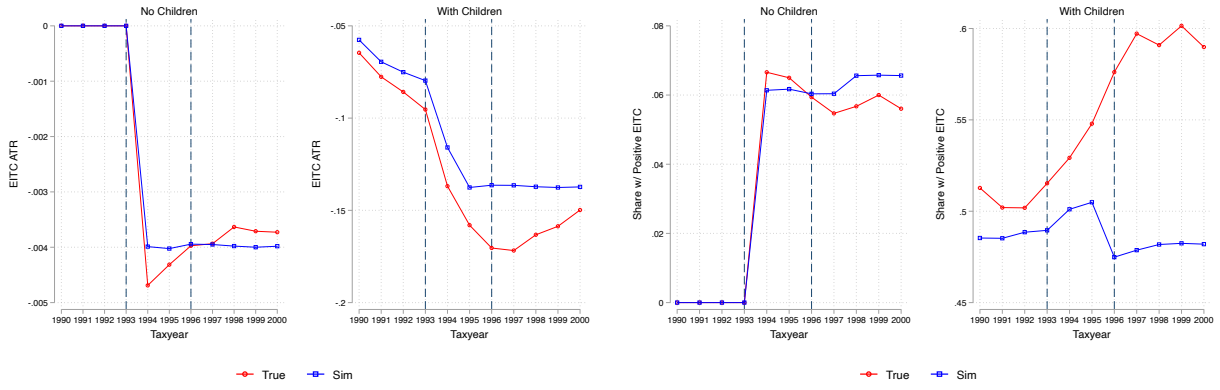 No Children
With Children
No Children
With Children
EITC ATR
0
-.001
-.002
-.003
-.004
-.005
1990 1991 1992 1993 1994 1995 1996 1997 1998 1999 2000
Taxyear
EITC ATR
-.05
-.1
-.15
-.2
1990 1991 1992 1993 1994 1995 1996 1997 1998 1999 2000
Taxyear
Share w/ Positive EITC
.08
.06
.04
.02
0
1990 1991 1992 1993 1994 1995 1996 1997 1998 1999 2000
Taxyear
Share w/ Positive EITC
.6
.55
.5
.45
1990 1991 1992 1993 1994 1995 1996 1997 1998 1999 2000
Taxyear
True Sim
True Sim